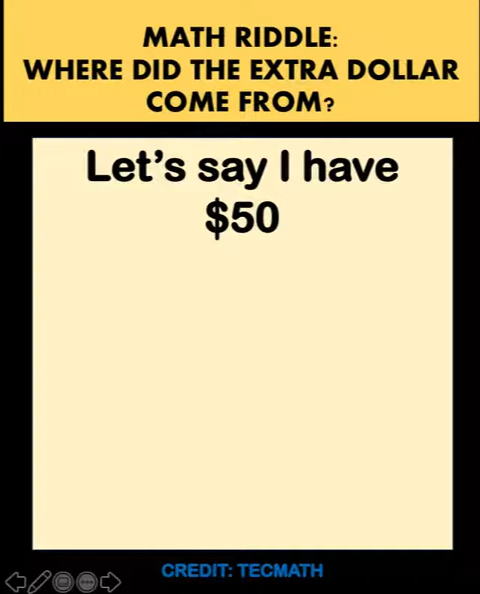 MATH RIDDLE:
WHERE DID THE EXTRA DOLLAR
COME FROM?
Let’s say I have
$50
CREDIT: TECMATH